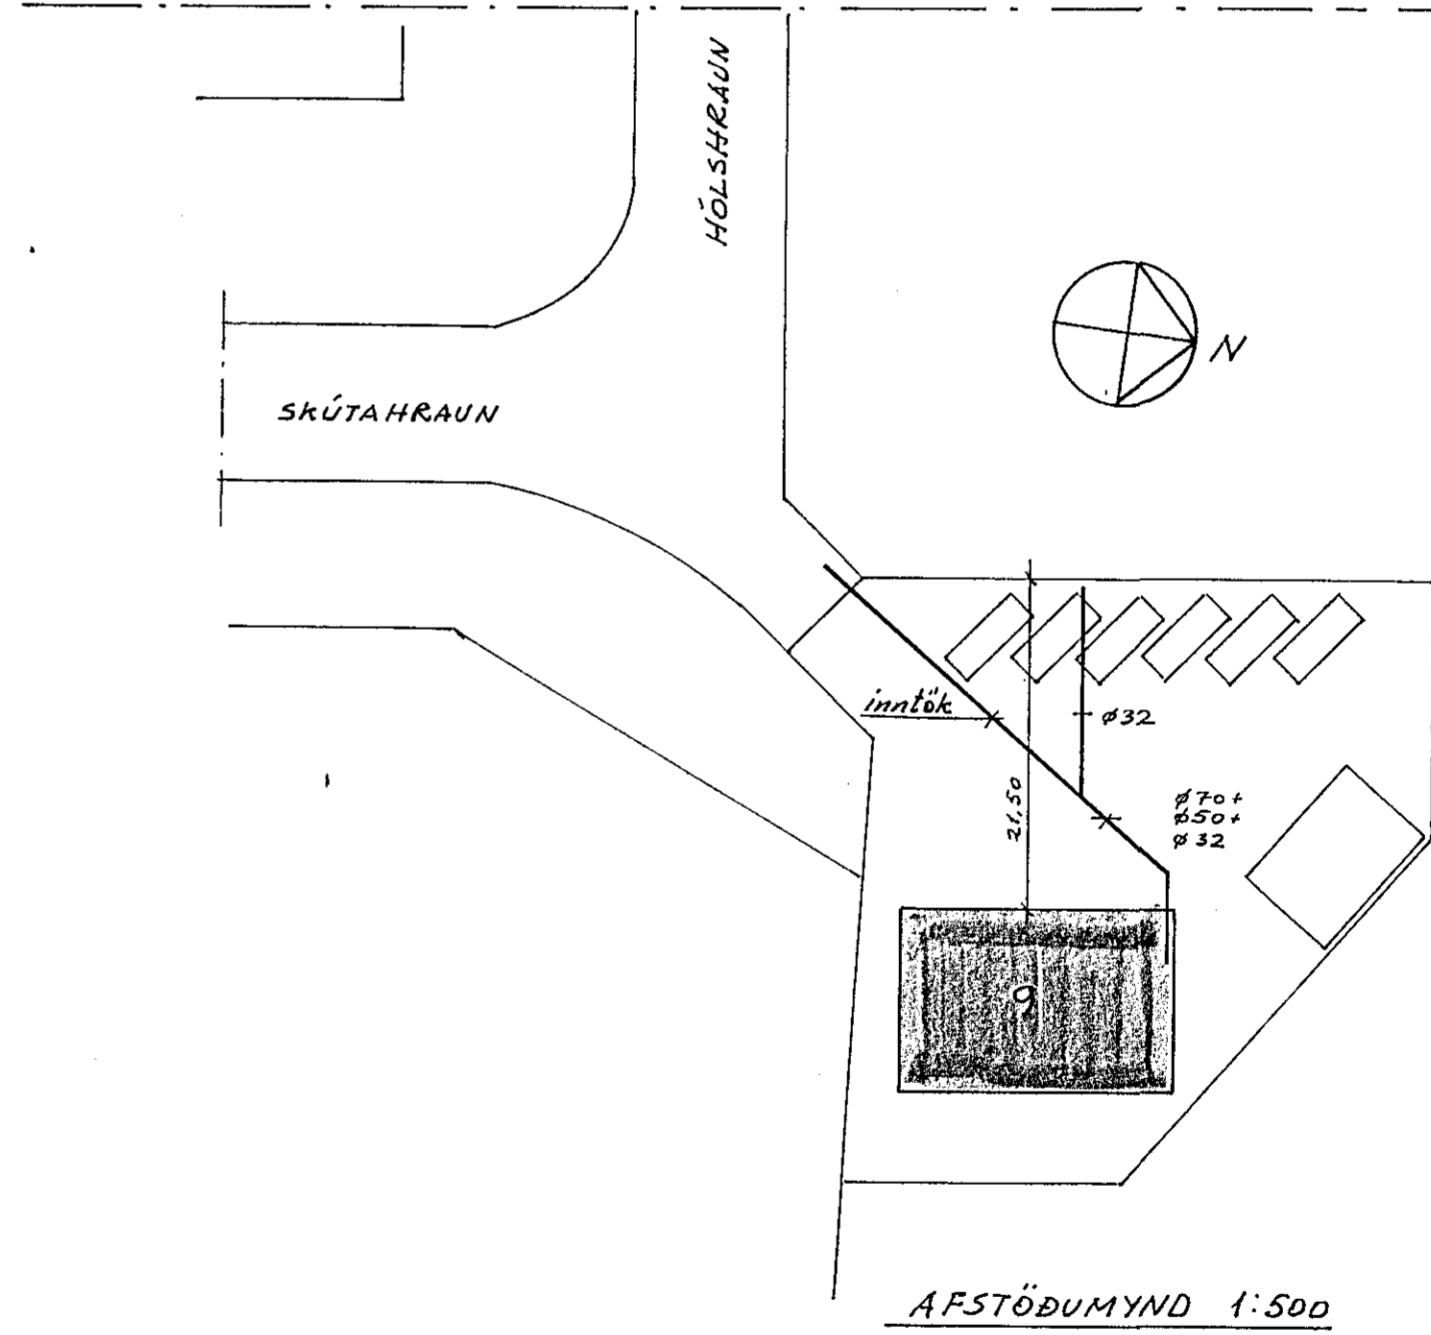 HÓLSHRAUN
N
SKÚTAHRAUN
inntök
ø32
21,50
ø70+
ø50+
ø32
9
AFSTÖÐUMYND 1:500